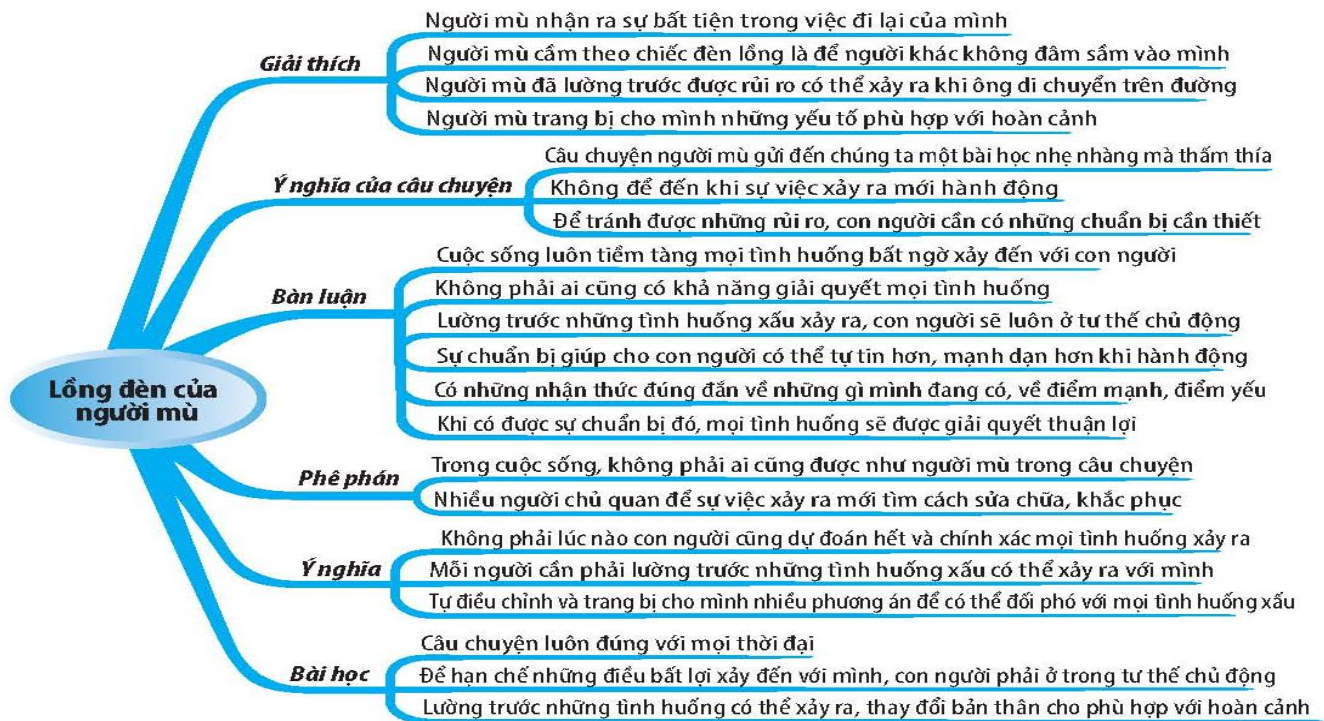 Lồng đèn của
người mù
Giải thích
Người mù nhận ra sự bất tiện trong việc đi lại của mình
Người mù cầm theo chiếc đèn lồng là để người khác không đâm sầm vào mình
Người mù đã lường trước được rủi ro có thể xảy ra khi ông di chuyển trên đường
Người mù trang bị cho mình những yếu tố phù hợp với hoàn cảnh
Ý nghĩa của câu chuyện
Câu chuyện người mù gửi đến chúng ta một bài học nhẹ nhàng mà thấm thía
Không để đến khi sự việc xảy ra mới hành động
Để tránh được những rủi ro, con người cần có những chuẩn bị cần thiết
Bàn luận
Cuộc sống luôn tiềm tàng mọi tình huống bất ngờ xảy đến với con người
Không phải ai cũng có khả năng giải quyết mọi tình huống
Lường trước những tình huống xấu xảy ra, con người sẽ luôn ở tư thế chủ động
Sự chuẩn bị giúp cho con người có thể tự tin hơn, mạnh dạn hơn khi hành động
Có những nhận thức đúng đắn về những gì mình đang có, về điểm mạnh, điểm yếu
Khi có được sự chuẩn bị đó, mọi tình huống sẽ được giải quyết thuận lợi
Phê phán
Trong cuộc sống, không phải ai cũng được như người mù trong câu chuyện
Nhiều người chủ quan để sự việc xảy ra mới tìm cách sửa chữa, khắc phục
Ý nghĩa
Không phải lúc nào con người cũng dự đoán hết và chính xác mọi tình huống xảy ra
Mỗi người cần phải lường trước những tình huống xấu có thể xảy ra với mình
Tự điều chỉnh và trang bị cho mình nhiều phương án để có thể đối phó với mọi tình huống xấu
Bài học
Câu chuyện luôn đúng với mọi thời đại
Để hạn chế những điều bất lợi xảy đến với mình, con người phải ở trong tư thế chủ động
Lường trước những tình huống có thể xảy ra, thay đổi bản thân cho phù hợp với hoàn cảnh